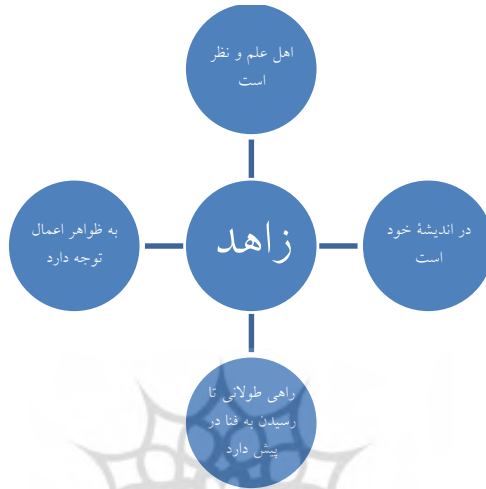 اهل علم و نظر
است
به ظواهر اعمال
توجه دارد
زاهد
در اندیشۀ خود
است
راهی طولانی تا
رسیدن به فنا در
پیش دارد